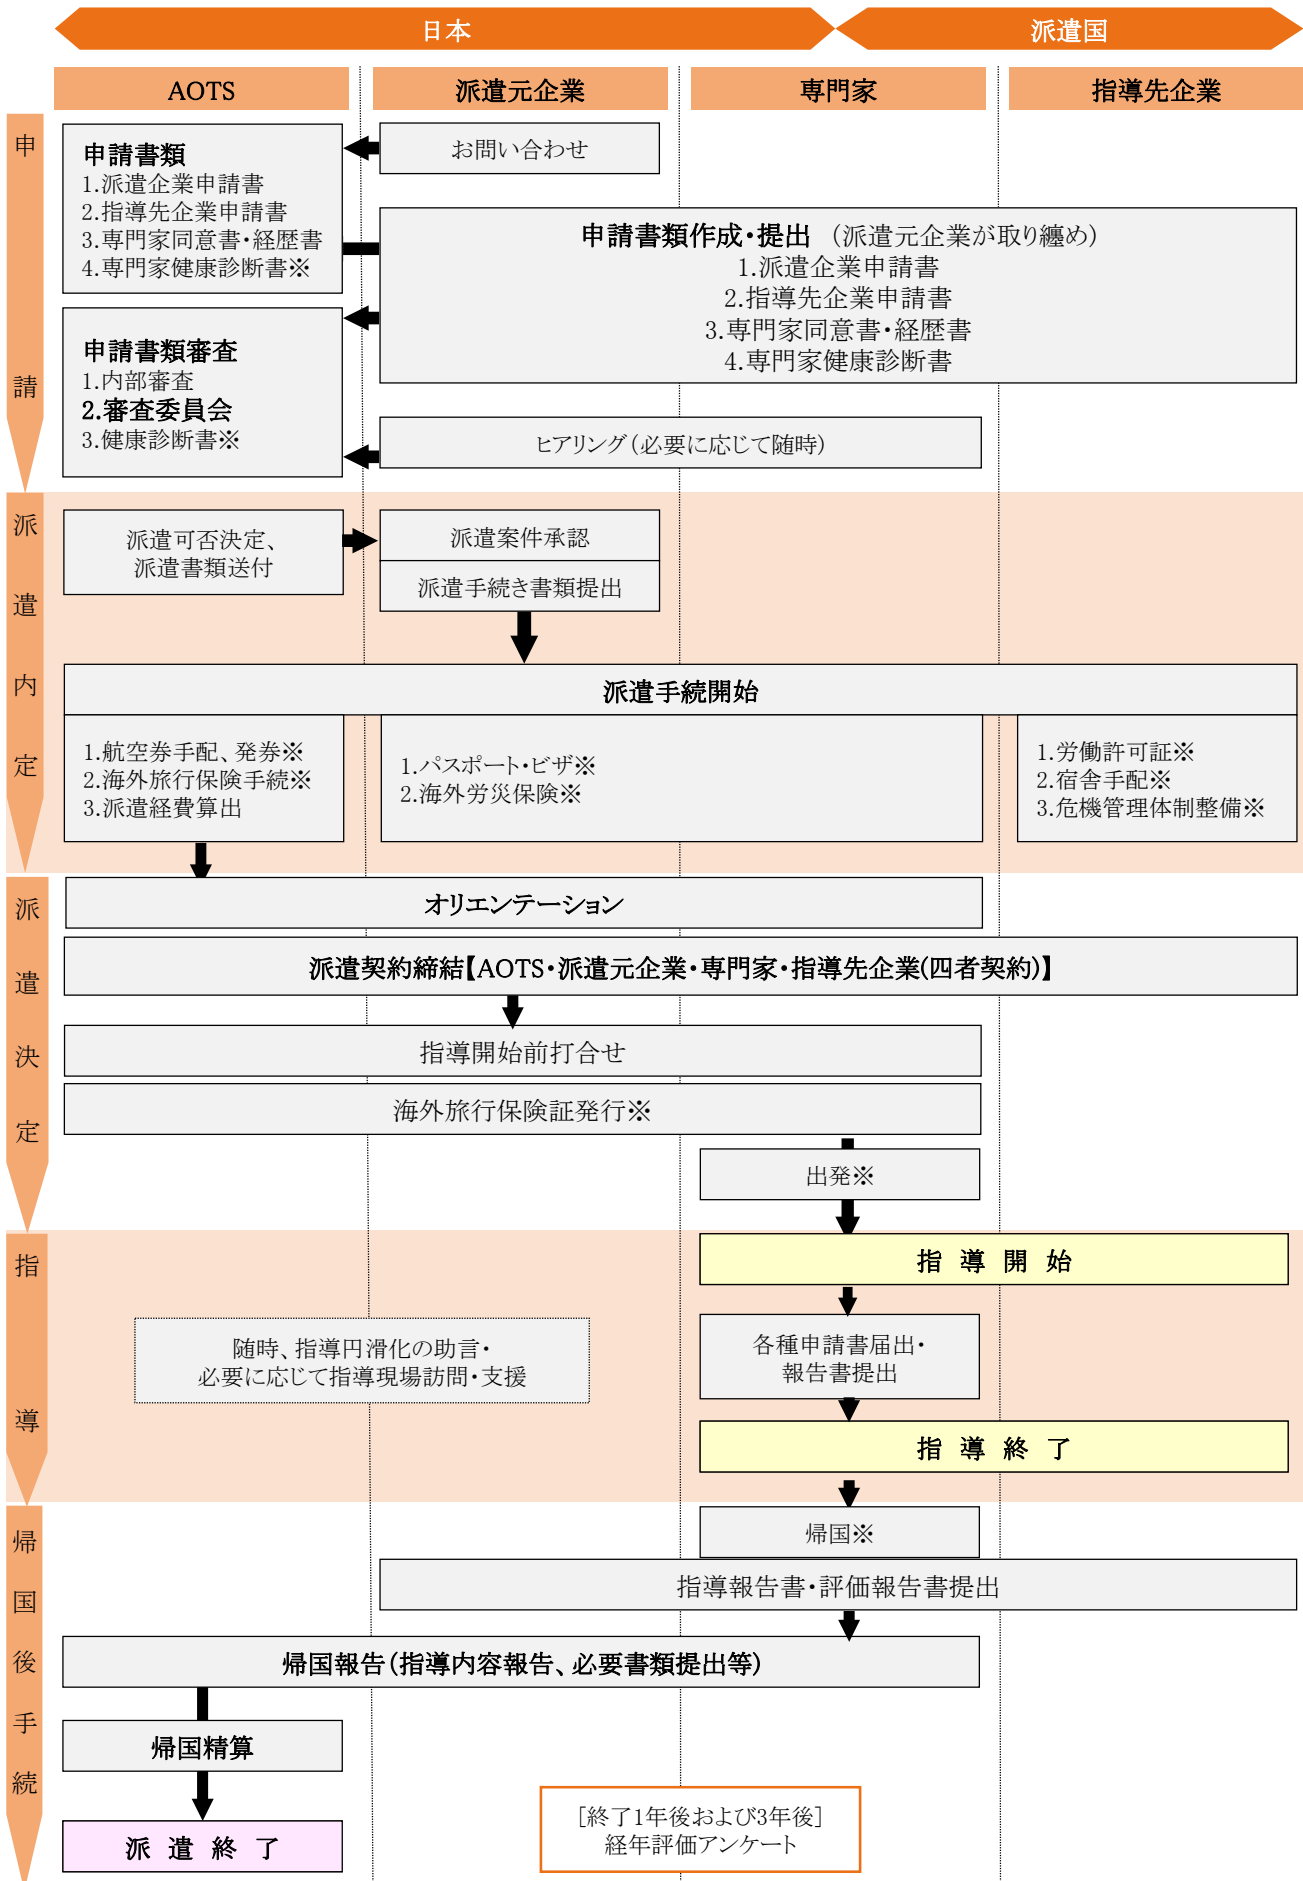 日本
派遣国
AOTS
派遣元企業
専門家
指導先企業
申請
お問い合わせ
申請書類
1.派遣企業申請書
2.指導先企業申請書
3.専門家同意書・経歴書
4.専門家健康診断書※
申請書類作成・提出 （派遣元企業が取り纏め）
1.派遣企業申請書
2.指導先企業申請書
3.専門家同意書・経歴書
4.専門家健康診断書
申請書類審査
1.内部審査
2.審査委員会
3.健康診断書※
ヒアリング（必要に応じて随時）
派遣内定
派遣可否決定、
派遣書類送付
派遣案件承認
派遣手続き書類提出
派遣手続開始
1.航空券手配、発券※
2.海外旅行保険手続※
3.派遣経費算出
1.パスポート・ビザ※
2.海外労災保険※
1.労働許可証※
2.宿舎手配※
3.危機管理体制整備※
派遣決定
オリエンテーション
派遣契約締結【AOTS・派遣元企業・専門家・指導先企業(四者契約)】
指導開始前打合せ
海外旅行保険証発行※
出発※
指導
指 導 開 始
随時、指導円滑化の助言・
必要に応じて指導現場訪問・支援
各種申請書届出・
報告書提出
指 導 終 了
帰国後手続
帰国※
指導報告書・評価報告書提出
帰国報告（指導内容報告、必要書類提出等）
帰国精算
派 遣 終 了
［終了1年後および3年後］
経年評価アンケート